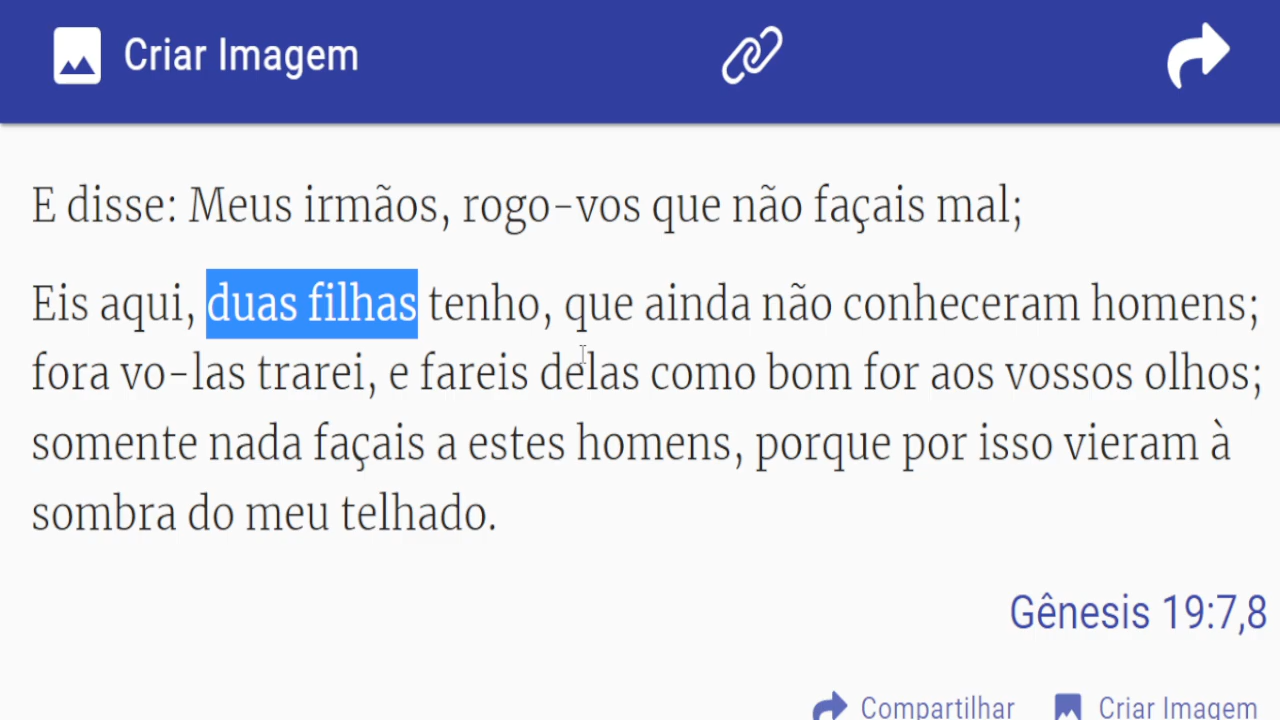 Criar Imagem
E disse: Meus irmãos, rogo-vos que não façais mal;
Eis aqui, duas filhas tenho, que ainda não conheceram homens;
fora vo-las trarei, e fareis delas como bom for aos vossos olhos;
somente nada façais a estes homens, porque por isso vieram à
sombra do meu telhado.
Gênesis 19:7,8
Compartilhar Criar Imagem